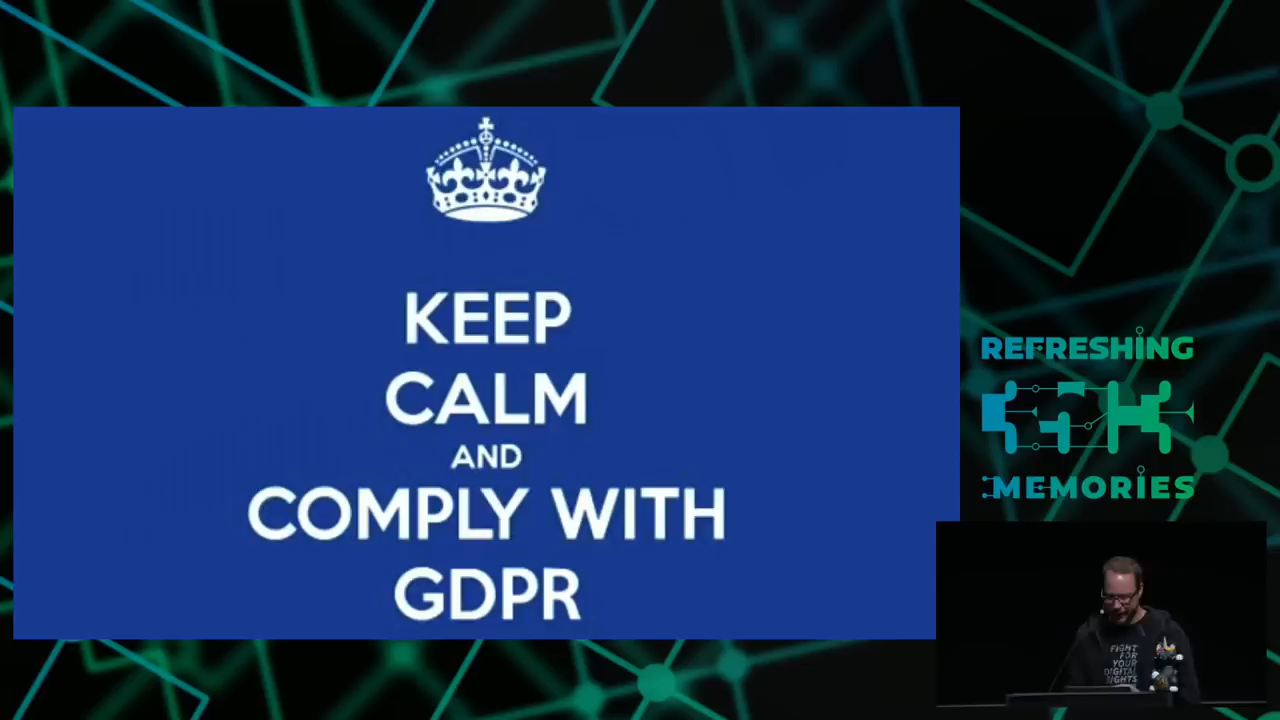 KEEP
CALM
AND
COMPLY WITH
GDPR
REFRESHING
MEMORIES
FIGHT
FOR
YOUR
DIGITAL
RIGHTS